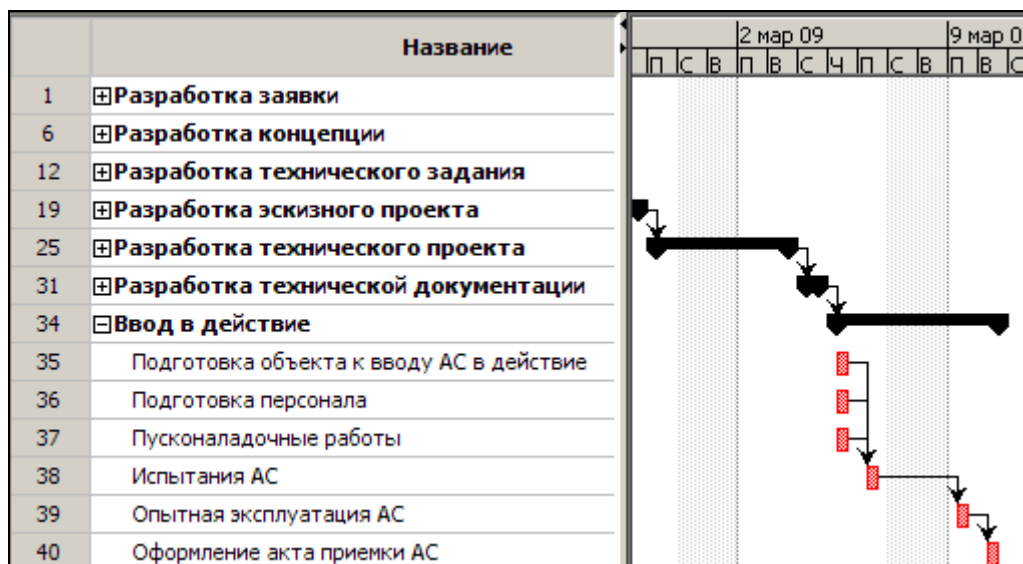 Название
2 мар 09
9 мар 0
П С В П В С Ч П С В П В С
1 Разработка заявки
6 Разработка концепции
12 Разработка технического задания
19 Разработка эскизного проекта
25 Разработка технического проекта
31 Разработка технической документации
34 Ввод в действие
35 Подготовка объекта к вводу АС в действие
36 Подготовка персонала
37 Пусконаладочные работы
38 Испытания АС
39 Опытная эксплуатация АС
40 Оформление акта приемки АС